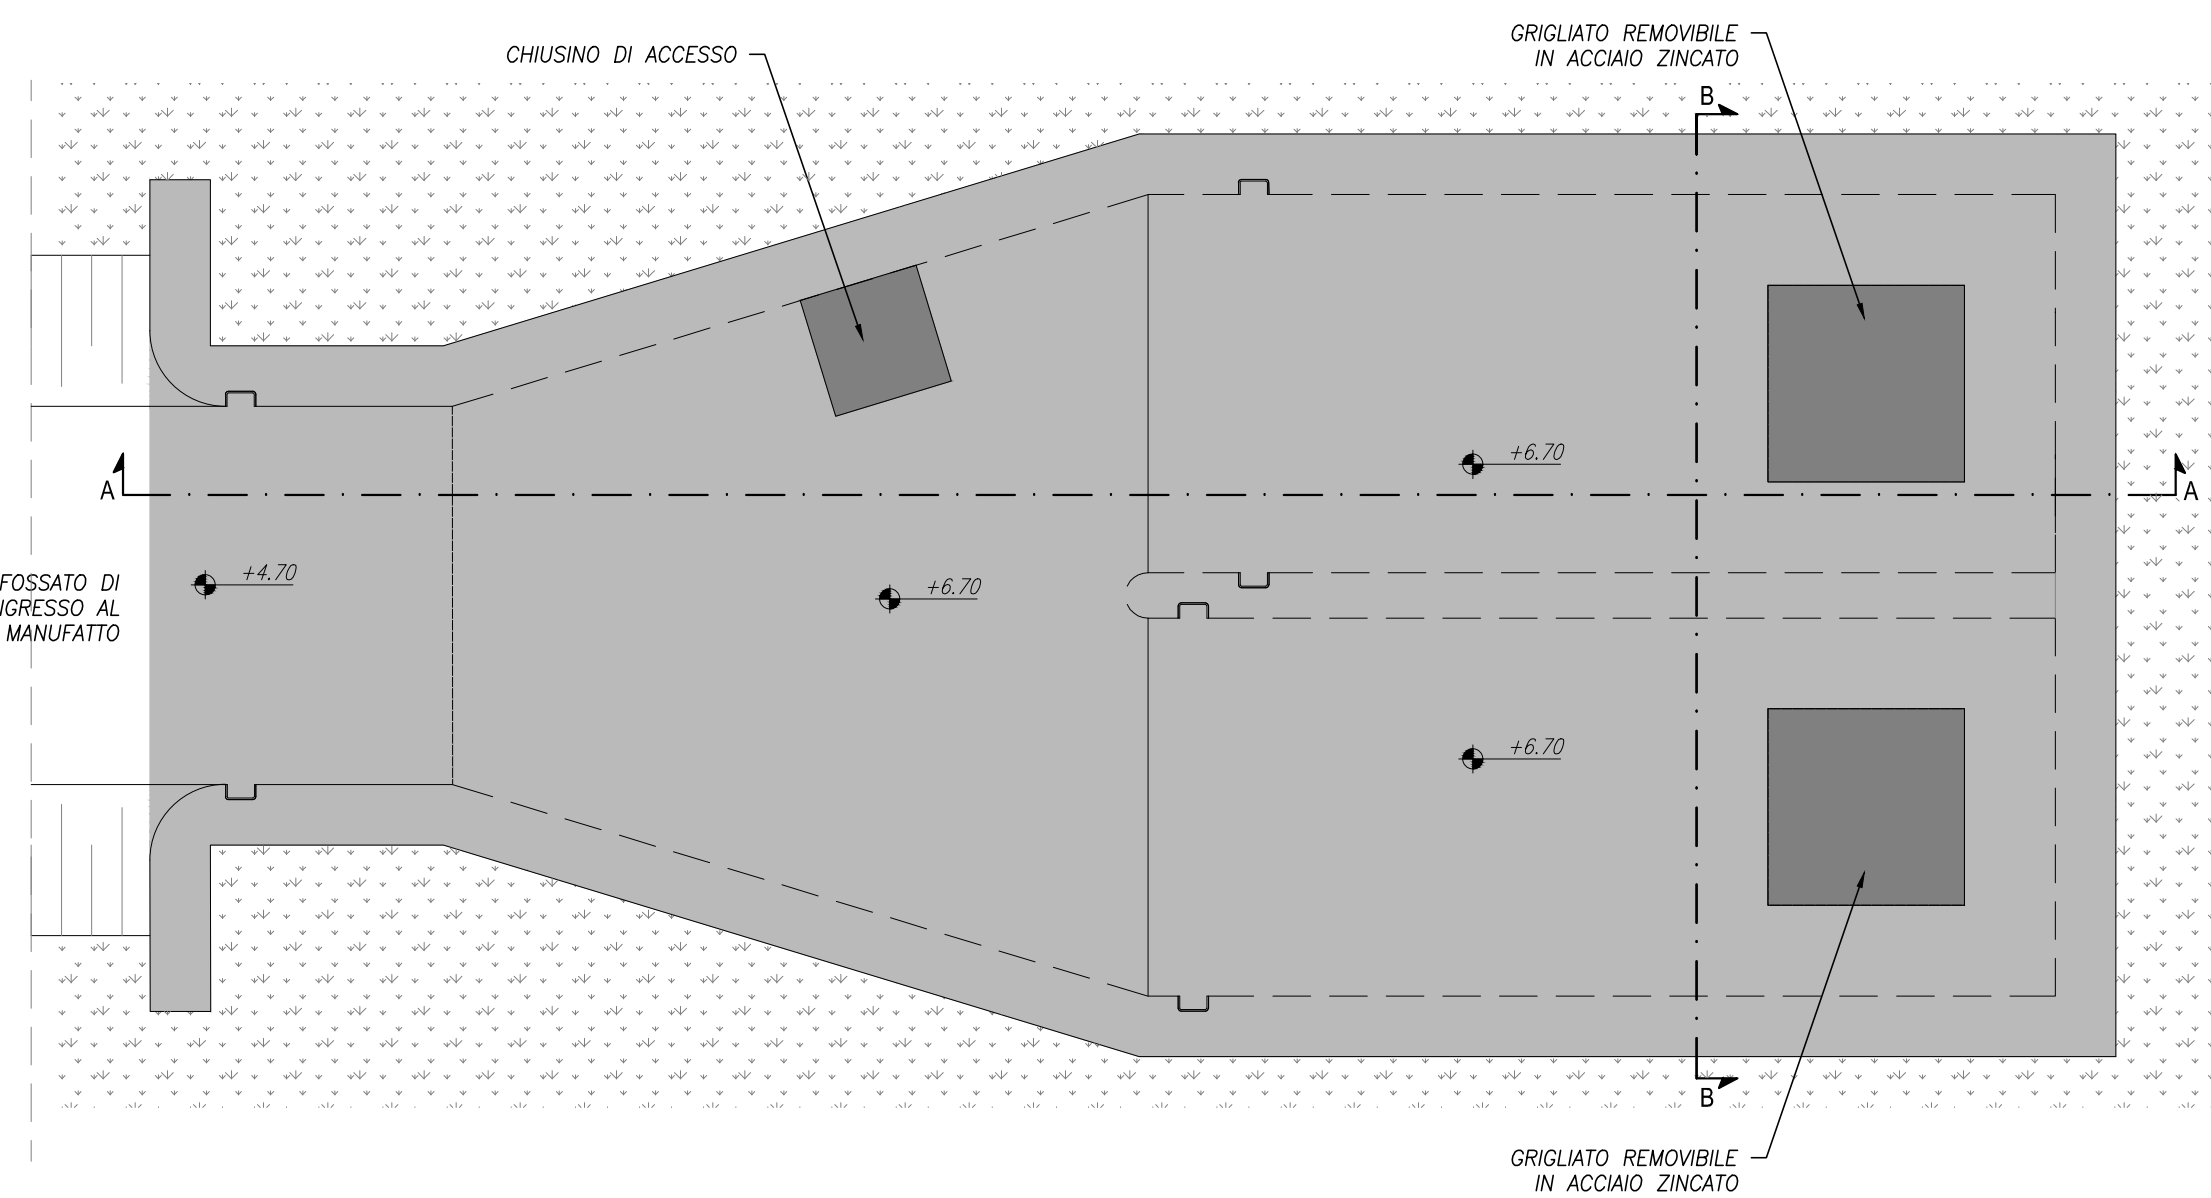 GRIGLIATO REMOVIBILE
IN ACCIAIO ZINCATO
CHIUSINO DI ACCESSO
B
+6.70
A
A
+4.70
+6.70
FOSSATO DI
NGRESSO AL
MANUFATTO
+6.70
B
GRIGLIATO REMOVIBILE
IN ACCIAIO ZINCATO